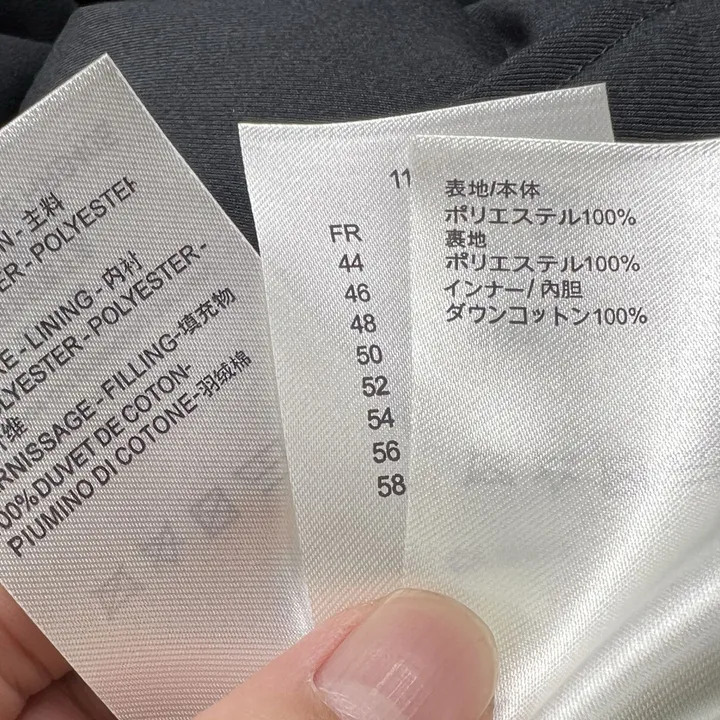 N - 主料
ER - POLYESTER
RE - LINING - 内衬
OLYESTER - POLYESTER -
维
RNISSAGE - FILLING-填充物
00%DUVET DE COTON-
PIUMINO DI COTONE-羽绒棉
11
FR
44
46
48
50
52
54
56
58
表地/本体
ポリエステル100%
裏地
ポリエステル100%
インナー/ 內胆
ダウンコットン100%